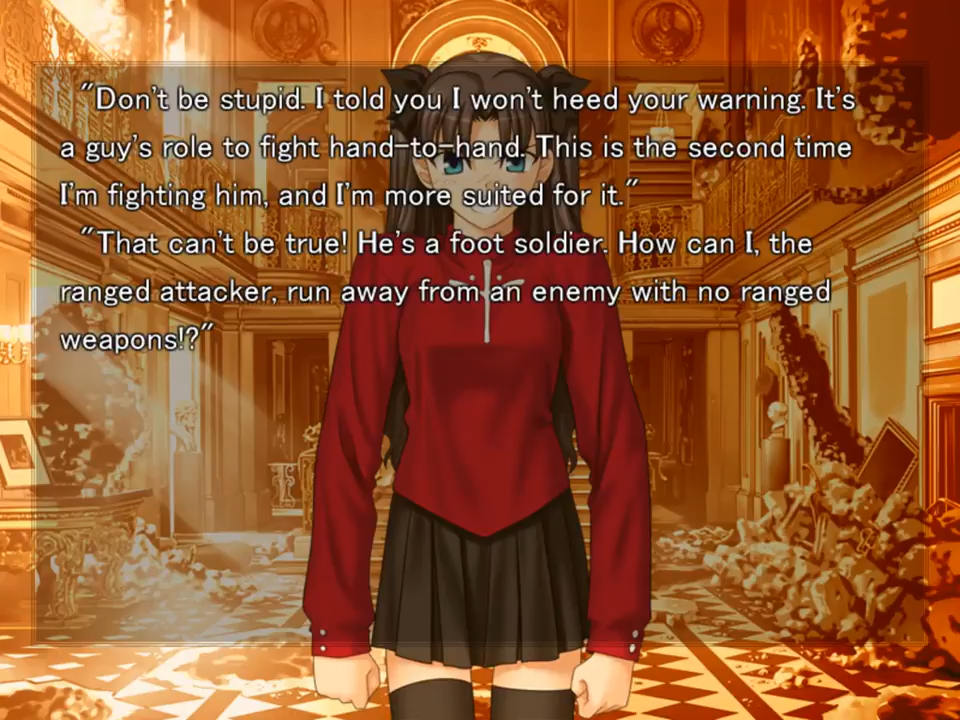 "Don't be stupid. I told you I won't heed your warning. It's
a guy's role to fight hand-to-hand. This is the second time
I'm fighting him, and I'm more suited for it."
"That can't be true! He's a foot soldier. How can I, the
ranged attacker, run away from an enemy with no ranged
weapons!?"